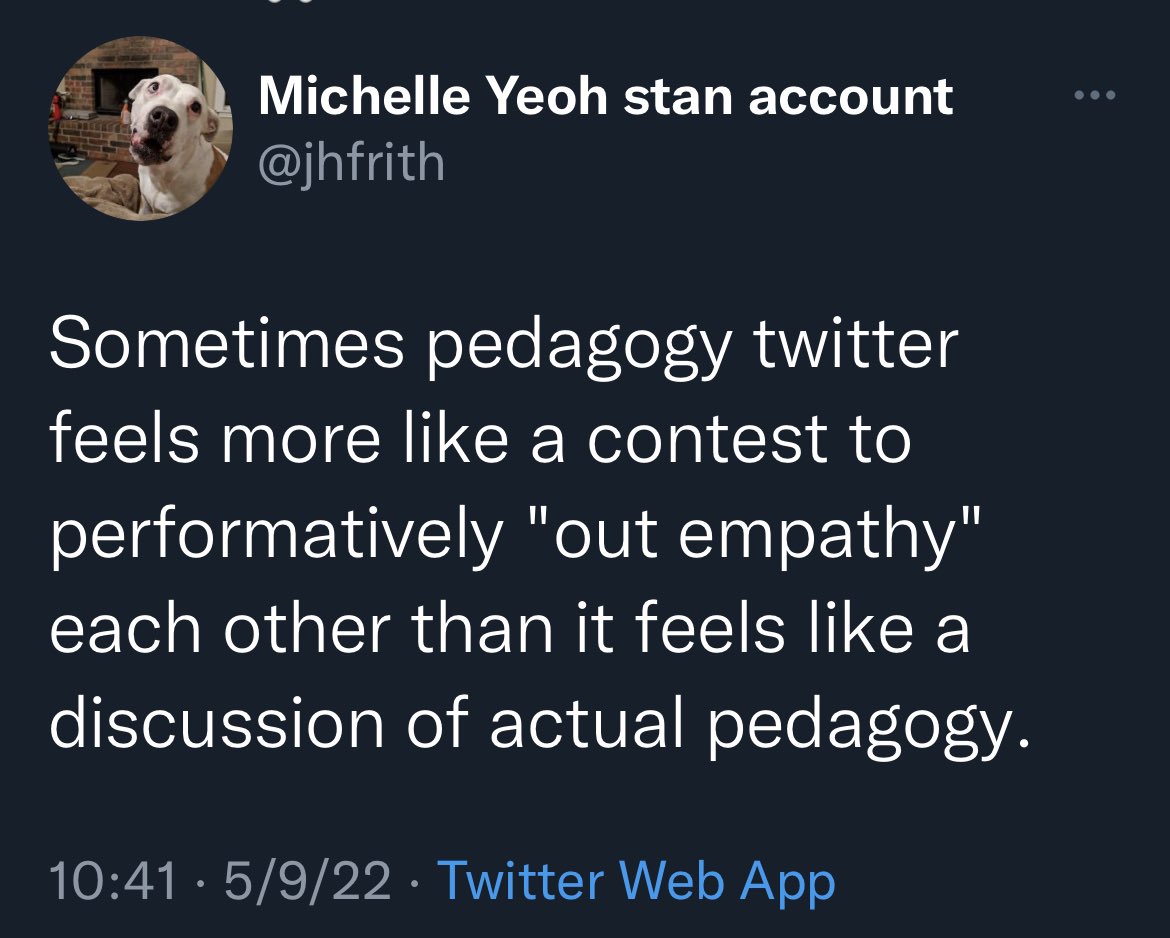 Michelle Yeoh stan account
@jhfrith
Sometimes pedagogy twitter
feels more like a contest to
performatively "out empathy"
each other than it feels like a
discussion of actual pedagogy.
10:41 · 5/9/22 · Twitter Web App